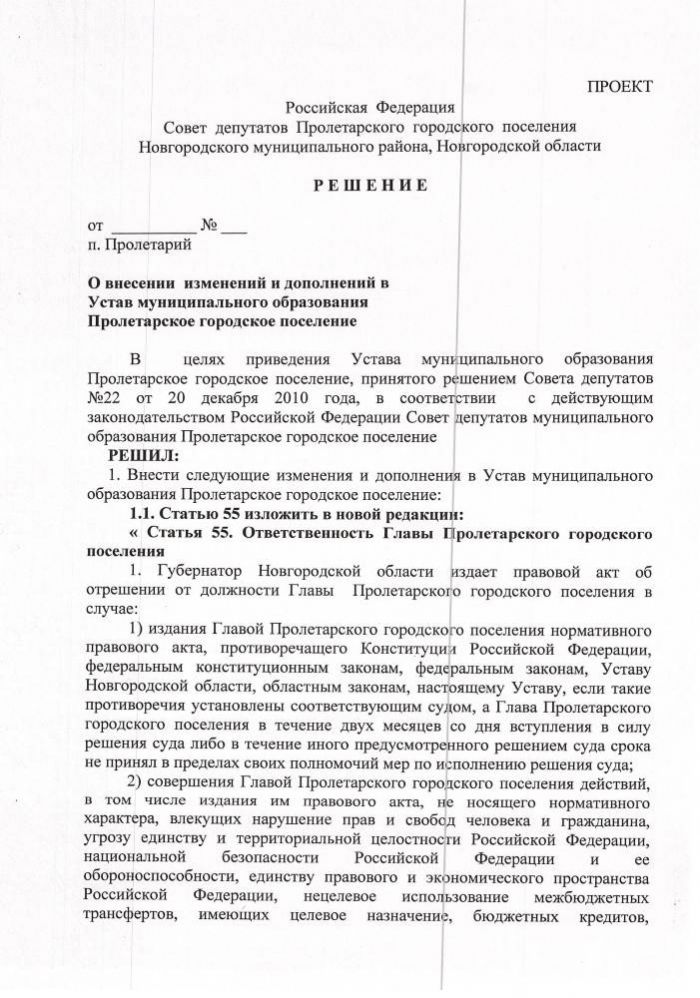 ПРОЕКТ
Российская Федерация
Совет депутатов Пролетарского городского поселения
Новгородского муниципального района, Новгородской области
Р Е Ш Е Н И Е
от __________ № ___
п. Пролетарий
О внесении изменений и дополнений в
Устав муниципального образования
Пролетарское городское поселение
В целях приведения Устава муниципального образования
Пролетарское городское поселение, принятого решением Совета депутатов
№22 от 20 декабря 2010 года, в соответствии с действующим
законодательством Российской Федерации Совет депутатов муниципального
образования Пролетарское городское поселение
РЕШИЛ:
1. Внести следующие изменения и дополнения в Устав муниципального
образования Пролетарское городское поселение:
1.1. Статью 55 изложить в новой редакции:
« Статья 55. Ответственность Главы Пролетарского городского
поселения
1. Губернатор Новгородской области издает правовой акт об
отрешении от должности Главы Пролетарского городского поселения в
случае:
1) издания Главой Пролетарского городского поселения нормативного
правового акта, противоречащего Конституции Российской Федерации,
федеральным конституционным законам, федеральным законам, Уставу
Новгородской области, областным законам, настоящему Уставу, если такие
противоречия установлены соответствующим судом, а Глава Пролетарского
городского поселения в течение двух месяцев со дня вступления в силу
решения суда либо в течение иного предусмотренного решением суда срока
не принял в пределах своих полномочий мер по исполнению решения суда;
2) совершения Главой Пролетарского городского поселения действий,
в том числе издания им правового акта, не носящего нормативного
характера, влекущих нарушение прав и свобод человека и гражданина,
угрозу единству и территориальной целостности Российской Федерации,
национальной безопасности Российской Федерации и ее
обороноспособности, единству правового и экономического пространства
Российской Федерации, нецелевое использование межбюджетных
трансфертов, имеющих целевое назначение, бюджетных кредитов,